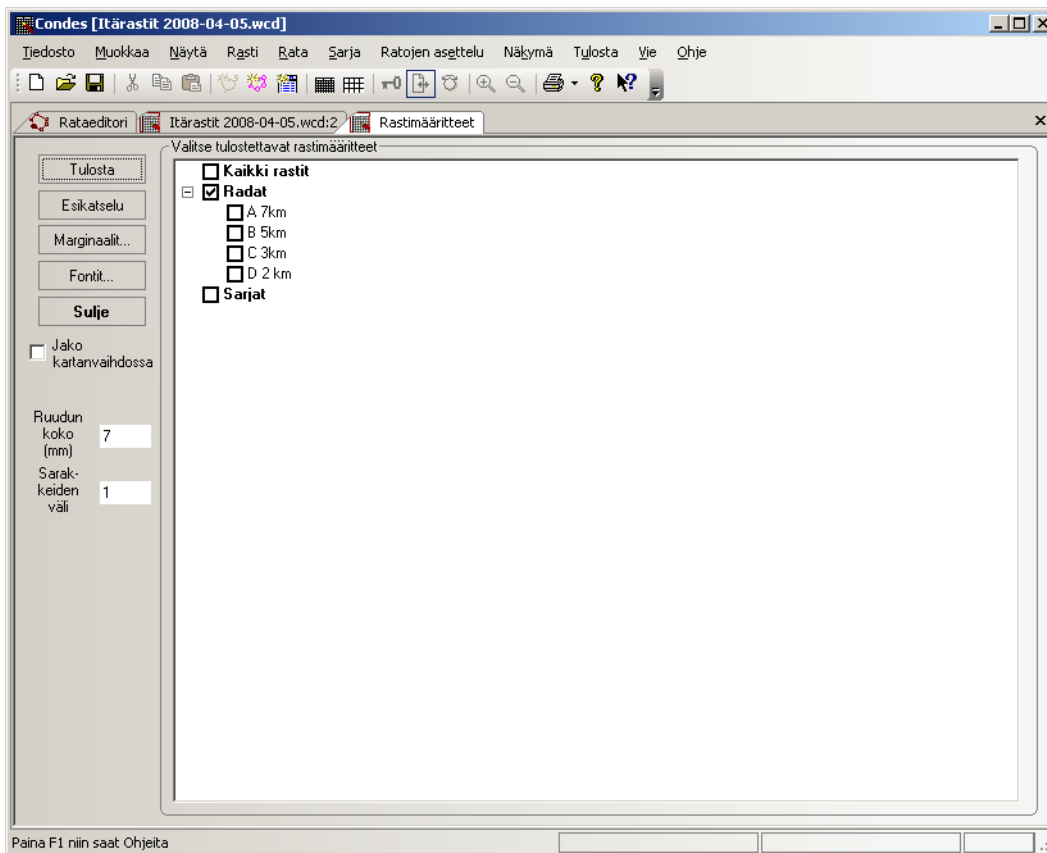 Condes [Itärastit 2008-04-05.wcd]
Tiedosto Muokkaa Näytä Rasti Rata Sarja Ratojen asettelu Näkymä Tulosta Vie Ohje
Rataeditori Itärastit 2008-04-05.wcd:2 Rastimääritteet
Valitse tulostettavat rastimääritteet
Tulosta
Esikatselu
Marginaalit...
Fontit...
Sulje
Jako
kartanvaihdossa
Ruudun
koko
(mm)
7
Sarak-
keiden
väli
1
Kaikki rastit
Radat
A 7km
B 5km
C 3km
D 2 km
Sarjat
Paina F1 niin saat Ohjeita